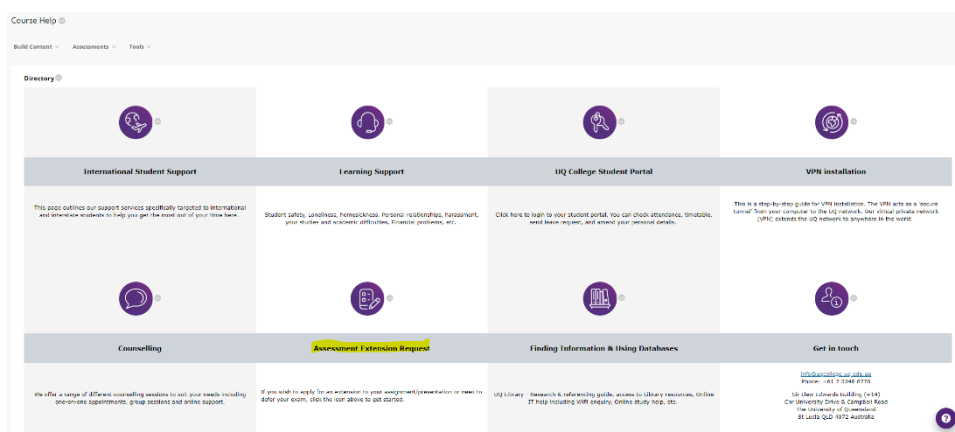 Course Help
Build Content
Assessments
Tools
Directory
International Student Support
Learning Support
UQ College Student Portal
VPN installation
This page outlines our support services specifically targeted to international
and interstate students to help you get the most out of your time here.
Student safety, Loneliness, homesickness, Personal relationships, harassment,
your studies and academic difficulties, Financial problems, etc.
Click here to login to your student portal. You can check attendance, timetable,
send leave request, and amend your personal details.
This is a step-by-step guide for VPN installation. The VPN acts as a 'secure
tunnel' from your computer to the UQ network. Our virtual private network
(VPN) extends the UQ network to anywhere in the world.
Counselling
Assessment Extension Request
Finding Information & Using Databases
Get in touch
We offer a range of different counselling sessions to suit your needs including
one-on-one appointments, group sessions and online support.
If you wish to apply for an extension to your assignment/presentation or need to
defer your exam, click the icon above to get started.
UQ Library - Research & referencing guide, access to Library resources, Online
IT help including WiFi enquiry, Online study help, etc.
info@uqcollege.uq.edu.au
Phone: +61 7 3346 6770
Sir Llew Edwards Building (#14)
Cnr University Drive & Campbell Road
The University of Queensland
St Lucia QLD 4072 Australia